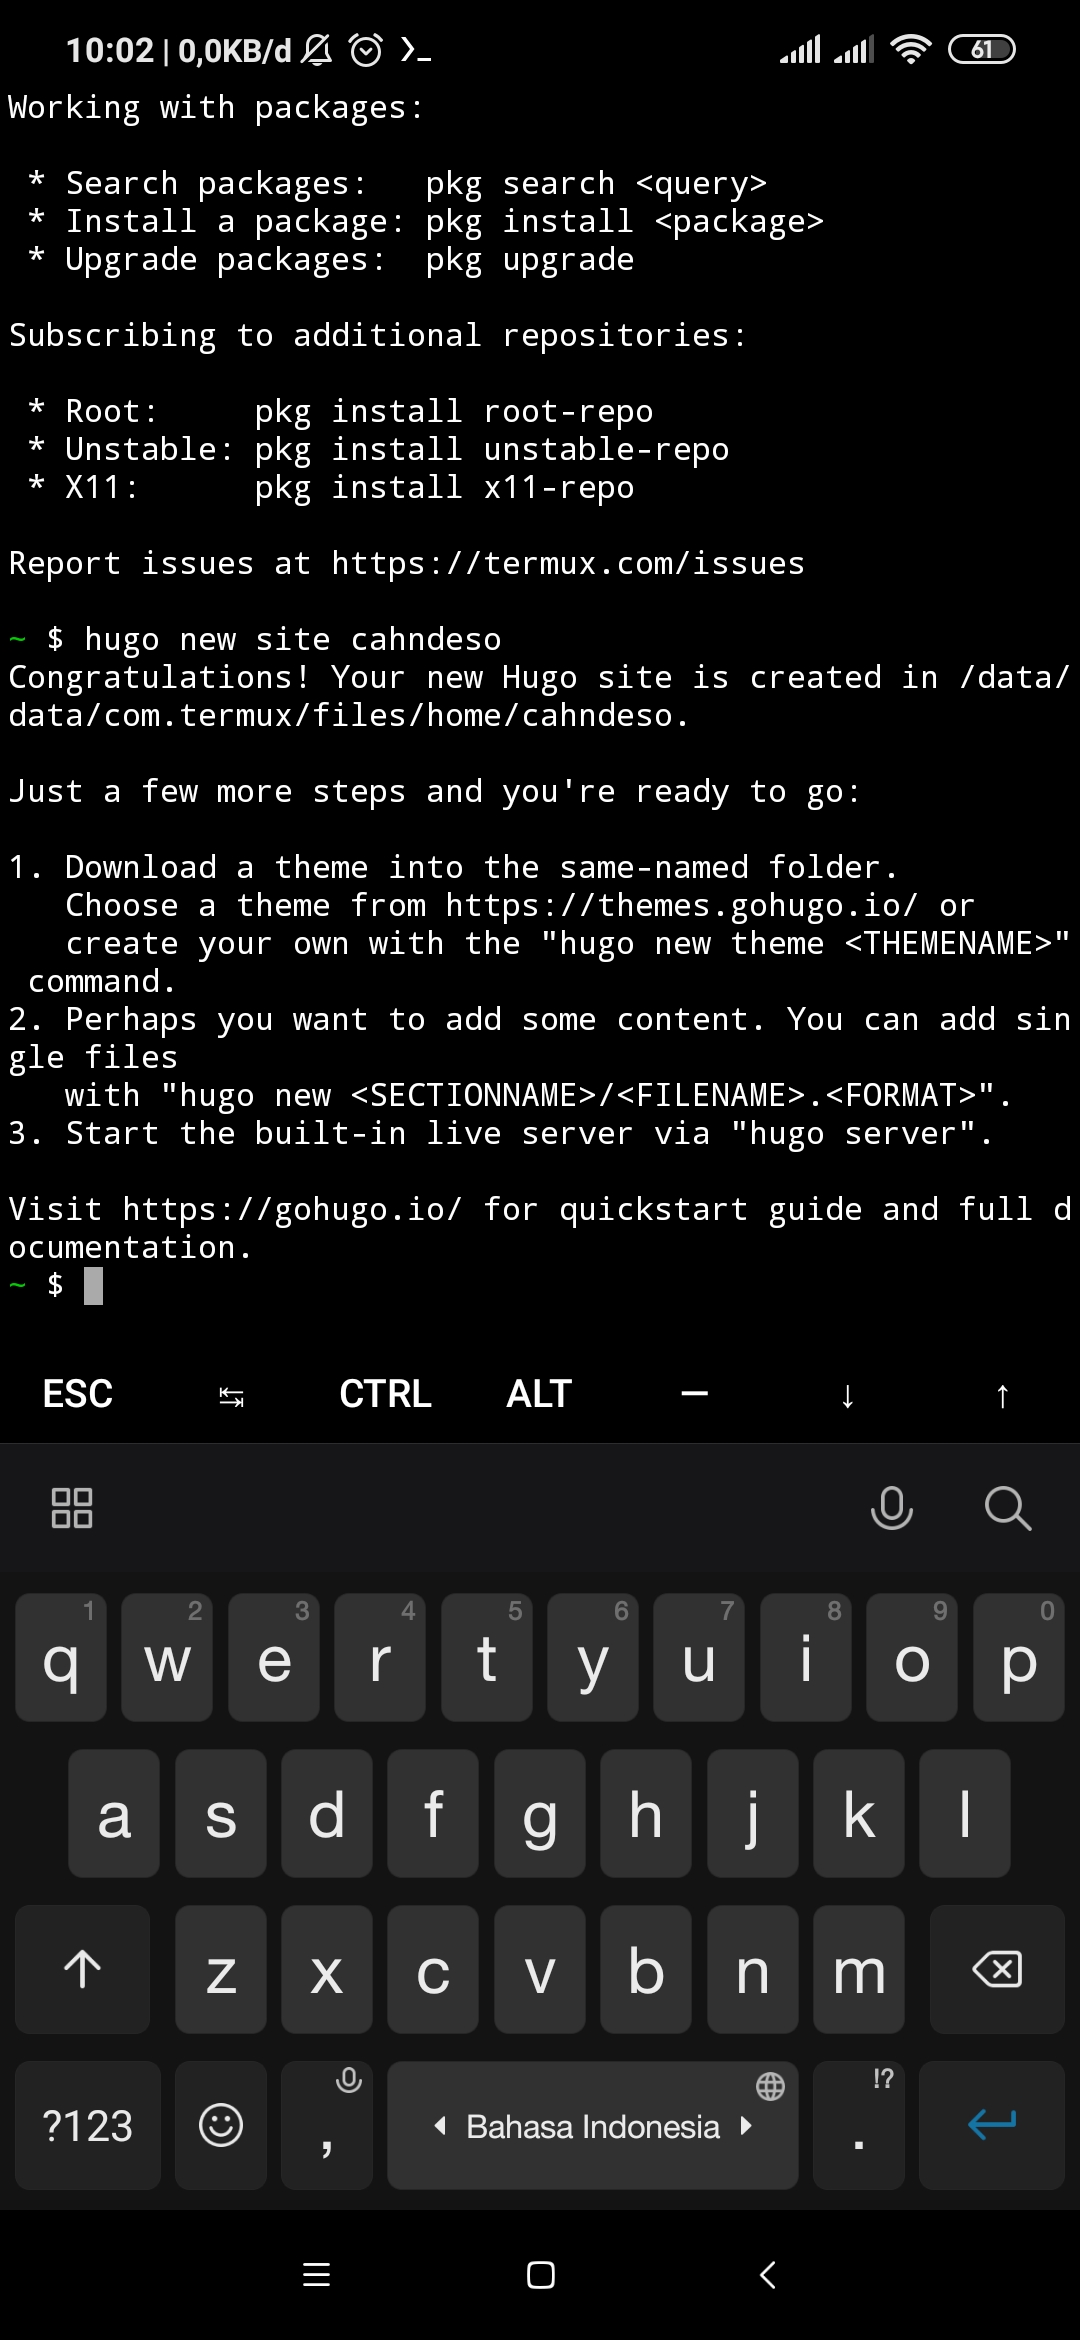 10:02 | 0,0KB/d 61
Working with packages:
* Search packages: pkg search <query>
* Install a package: pkg install <package>
* Upgrade packages: pkg upgrade
Subscribing to additional repositories:
* Root: pkg install root-repo
* Unstable: pkg install unstable-repo
* X11: pkg install x11-repo
Report issues at https://termux.com/issues
~ $ hugo new site cahndeso
Congratulations! Your new Hugo site is created in /data/
data/com.termux/files/home/cahndeso.
Just a few more steps and you're ready to go:
1. Download a theme into the same-named folder.
Choose a theme from https://themes.gohugo.io/ or
create your own with the "hugo new theme <THEMENAME>"
command.
2. Perhaps you want to add some content. You can add sin
gle files
with "hugo new <SECTIONNAME>/<FILENAME>.<FORMAT>".
3. Start the built-in live server via "hugo server".
Visit https://gohugo.io/ for quickstart guide and full d
ocumentation.
~ $
ESC ↹ CTRL ALT — ↓ ↑
1 2 3 4 5 6 7 8 9 0
q w e r t y u i o p
a s d f g h j k l
z x c v b n m
!?
?123 , Bahasa Indonesia .